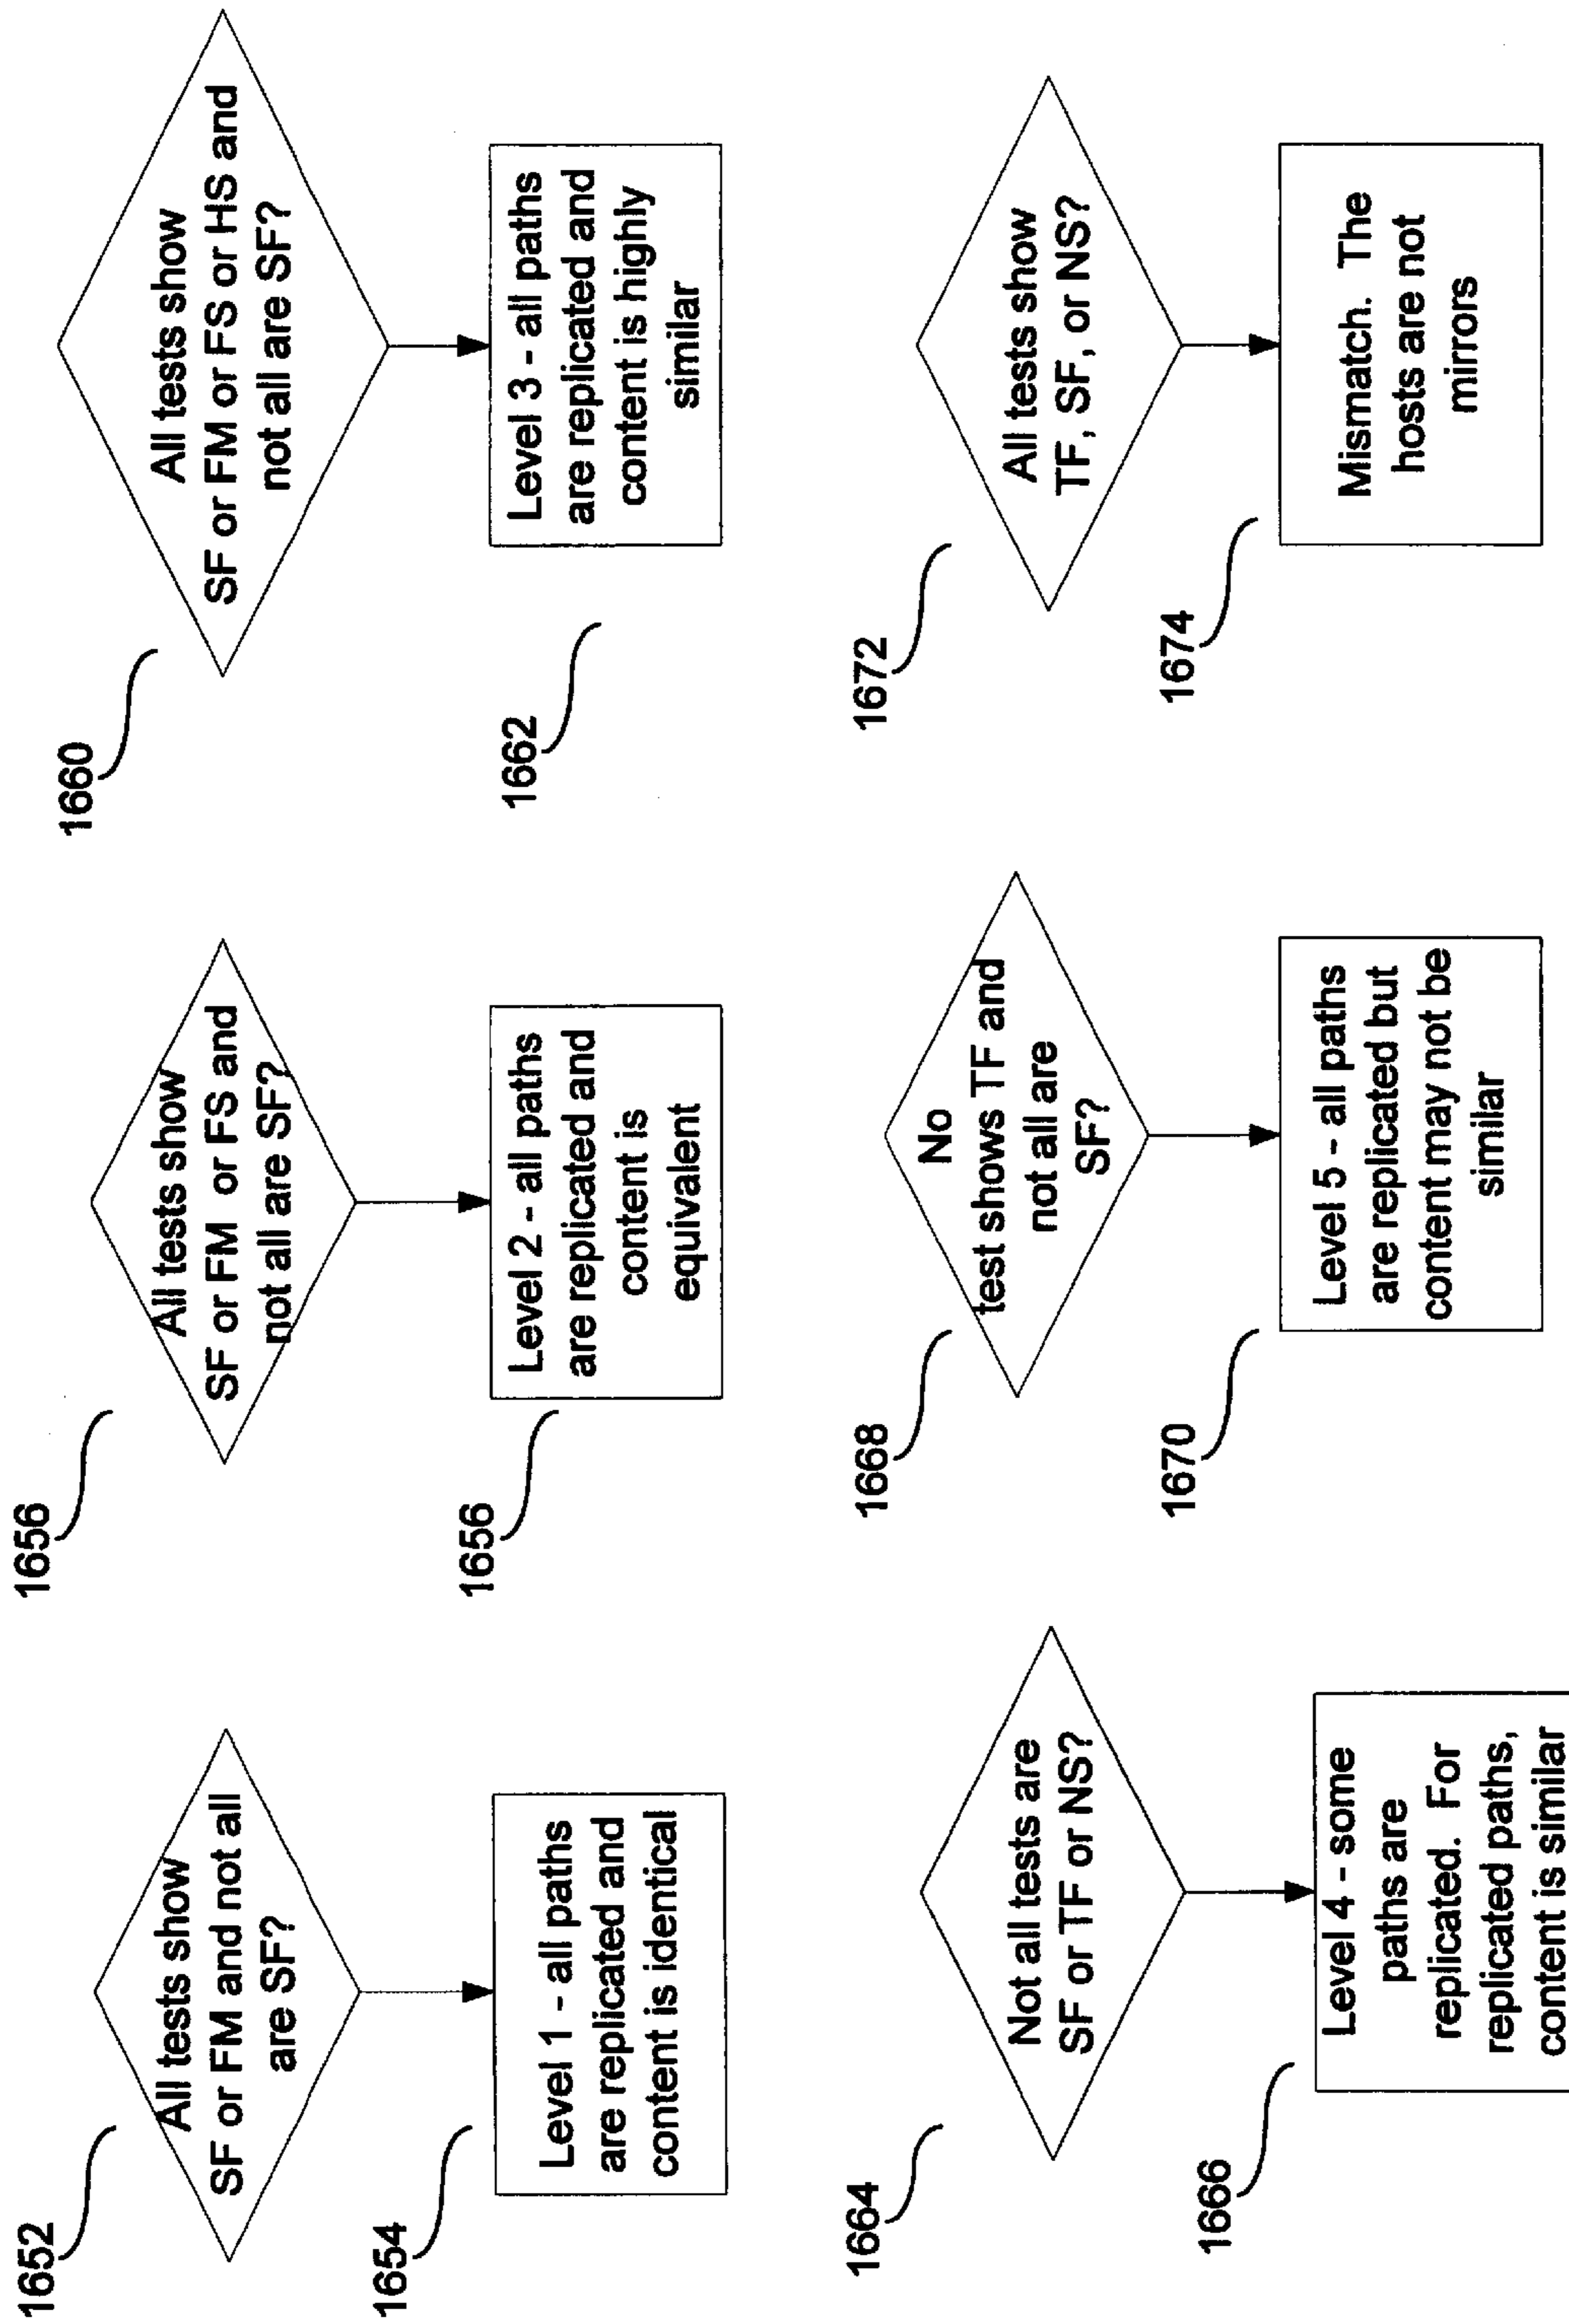 1652
All tests show
SF or FM and not all
are SF?
1654
Level 1 - all paths
are replicated and
content is identical
1656
All tests show
SF or FM or FS and
not all are SF?
1656
Level 2 - all paths
are replicated and
content is
equivalent
1660
All tests show
SF or FM or FS or HS and
not all are SF?
1662
Level 3 - all paths
are replicated and
content is highly
similar
1664
Not all tests are
SF or TF or NS?
1666
Level 4 - some
paths are
replicated. For
replicated paths,
content is similar
1668
No
test shows TF and
not all are
SF?
1670
Level 5 - all paths
are replicated but
content may not be
similar
1672
All tests show
TF, SF, or NS?
1674
Mismatch. The
hosts are not
mirrors